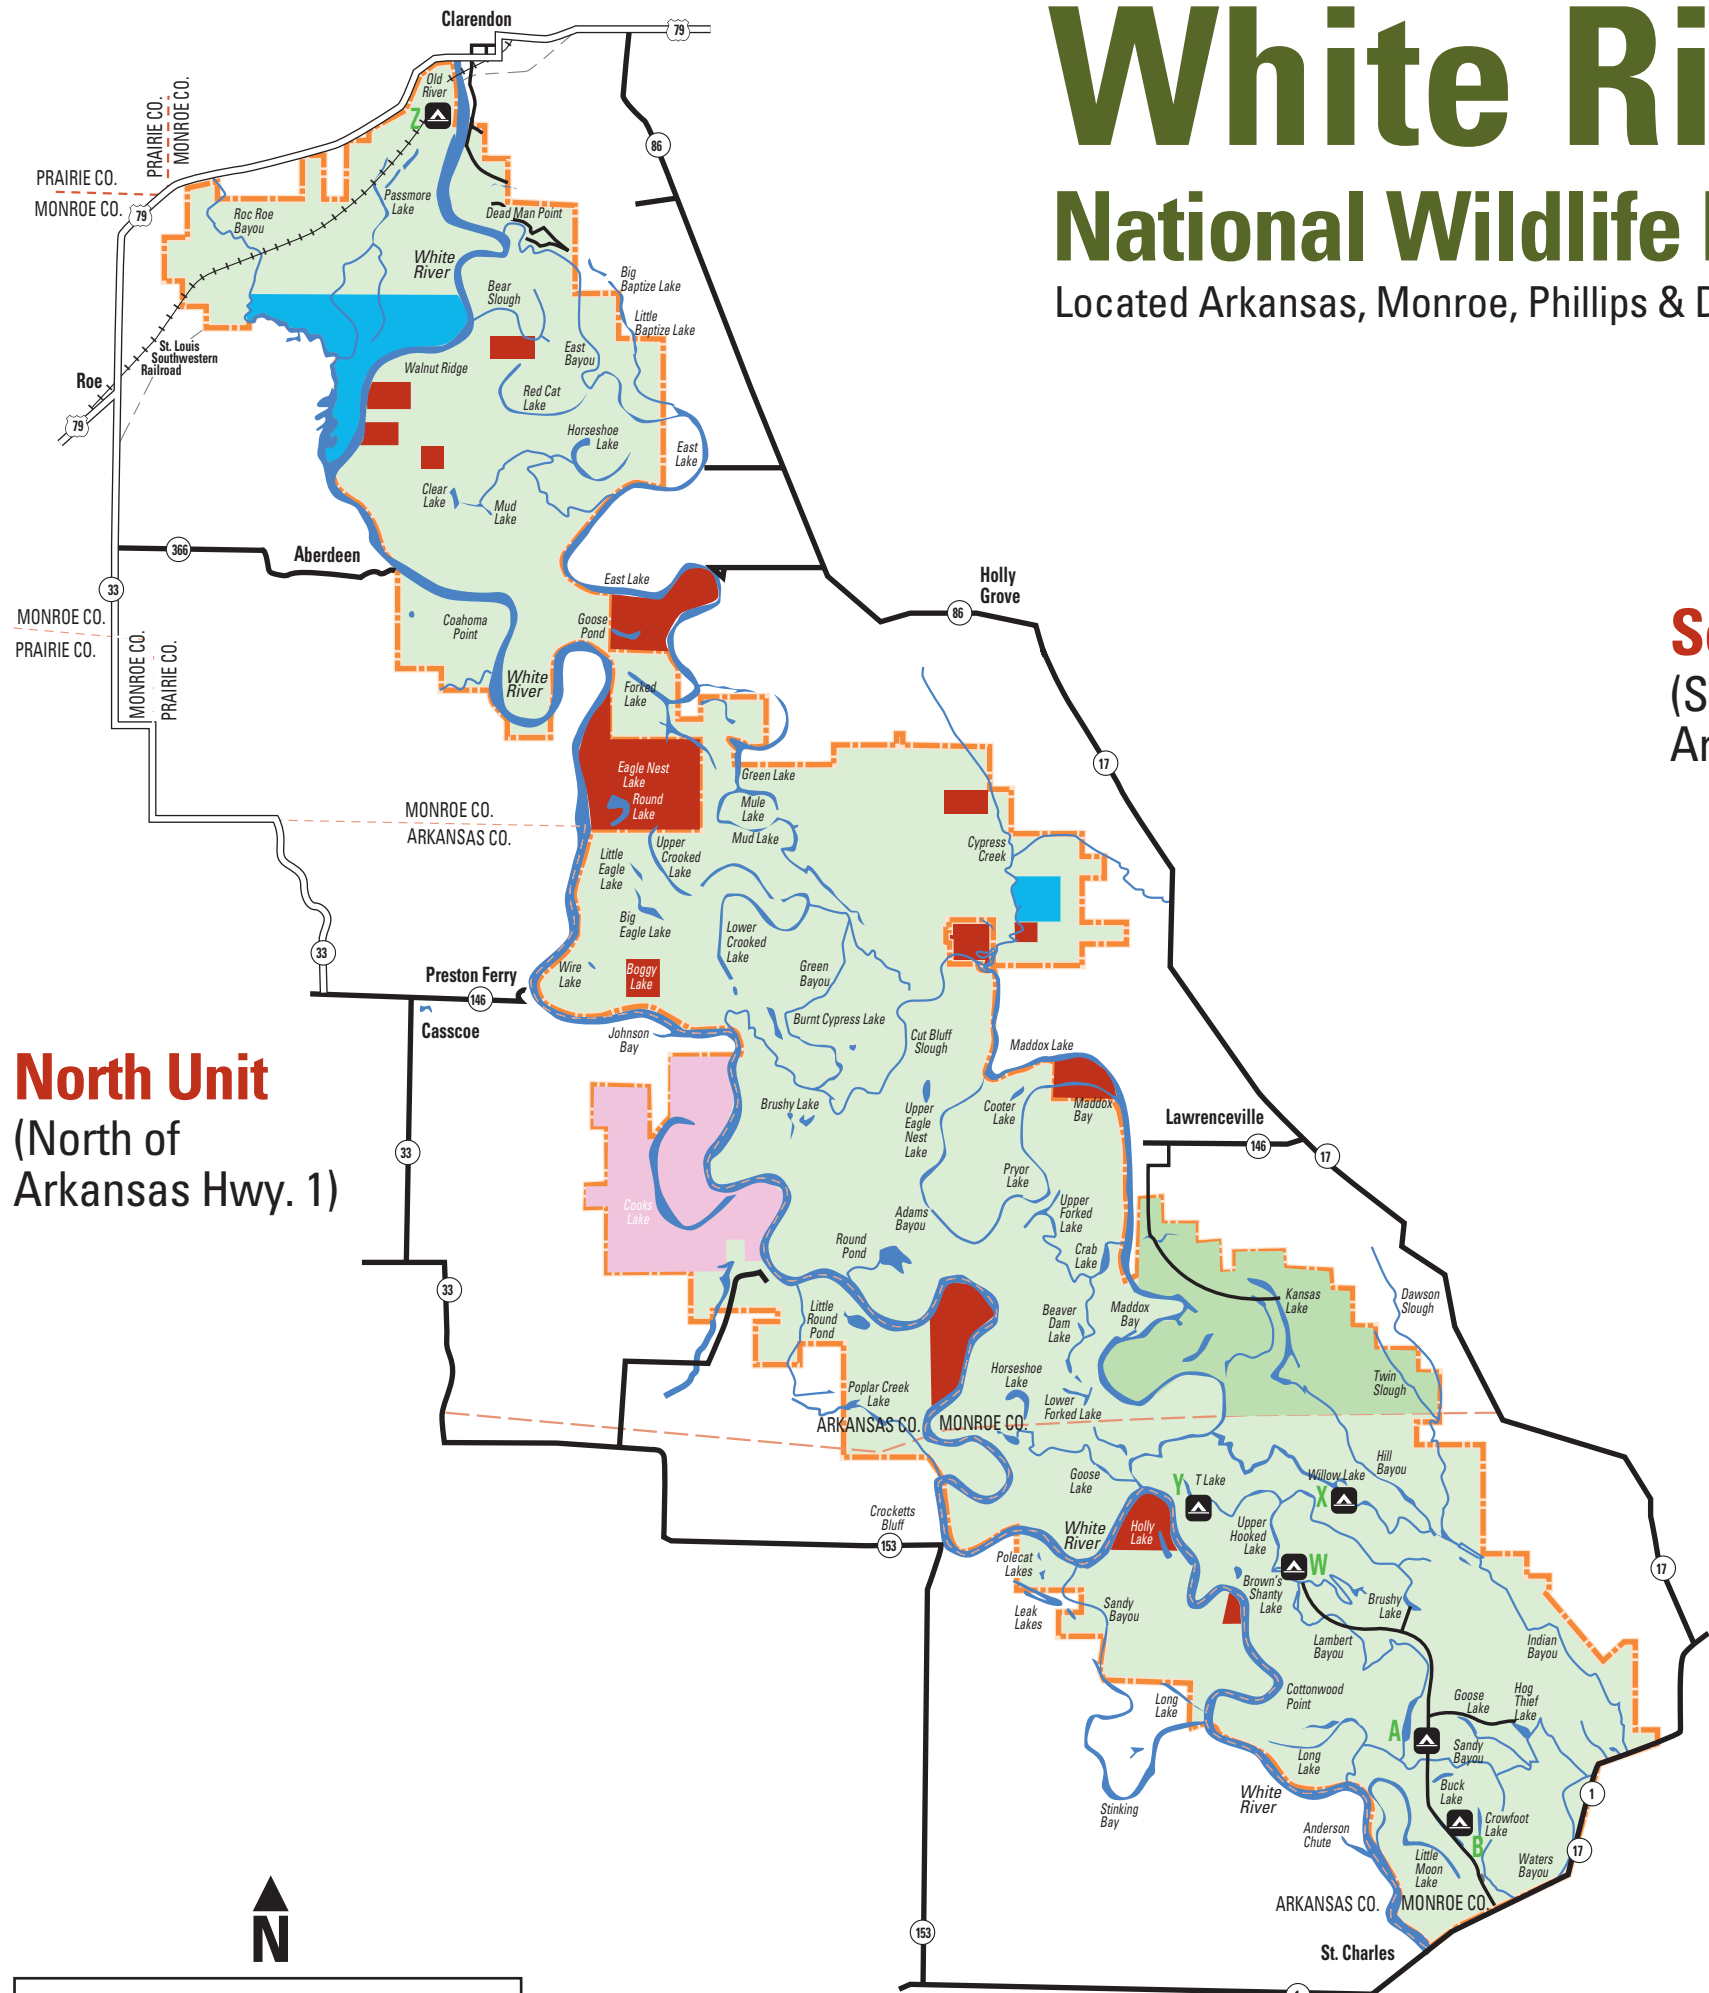 White Ri
National Wildlife
Located Arkansas, Monroe, Phillips & D
Clarendon
79
Old
River
Z
PRAIRIE CO.
MONROE CO.
86
PRAIRIE CO.
MONROE CO.
79
Roc Roe
Bayou
Passmore
Lake
Dead Man Point
White
River
Big
Baptize Lake
Bear
Slough
Little
Baptize Lake
St. Louis
Southwestern
Railroad
East
Bayou
Walnut Ridge
Roe
Red Cat
Lake
79
Horseshoe
Lake
East
Lake
Clear
Lake
Mud
Lake
366
Aberdeen
33
East Lake
Holly
Grove
86
MONROE CO.
PRAIRIE CO.
MONROE CO.
PRAIRIE CO.
Coahoma
Point
Goose
Pond
White
River
Forked
Lake
S
(S
Ar
17
Eagle Nest
Lake
Round
Lake
Green Lake
Mule
Lake
Mud Lake
MONROE CO.
ARKANSAS CO.
Little
Eagle
Lake
Upper
Crooked
Lake
Cypress
Creek
Big
Eagle Lake
Lower
Crooked
Lake
33
Preston Ferry
146
Wire
Lake
Boggy
Lake
Green
Bayou
Casscoe
Johnson
Bay
Burnt Cypress Lake
Cut Bluff
Slough
Maddox Lake
North Unit
(North of
Arkansas Hwy. 1)
Brushy Lake
Upper
Eagle
Nest
Lake
Cooter
Lake
Maddox
Bay
Lawrenceville
146
17
33
Pryor
Lake
Cooks
Lake
Adams
Bayou
Upper
Forked
Lake
Round
Pond
Crab
Lake
33
Little
Round
Pond
Beaver
Dam
Lake
Maddox
Bay
Kansas
Lake
Dawson
Slough
Horseshoe
Lake
Twin
Slough
Poplar Creek
Lake
Lower
Forked Lake
ARKANSAS CO.
MONROE CO.
Goose
Lake
Y
T Lake
Willow Lake
X
Hill
Bayou
Crocketts
Bluff
153
White
River
Holly
Lake
Upper
Hooked
Lake
W
17
Polecat
Lakes
Brown's
Shanty
Lake
Brushy
Lake
Leak
Lakes
Sandy
Bayou
Lambert
Bayou
Indian
Bayou
Long
Lake
Cottonwood
Point
Goose
Lake
Hog
Thief
Lake
A
Sandy
Bayou
Long
Lake
Buck
Lake
White
River
1
Stinking
Bay
Anderson
Chute
Crowfoot
Lake
B
Little
Moon
Lake
Waters
Bayou
17
ARKANSAS CO.
MONROE CO.
N
153
St. Charles